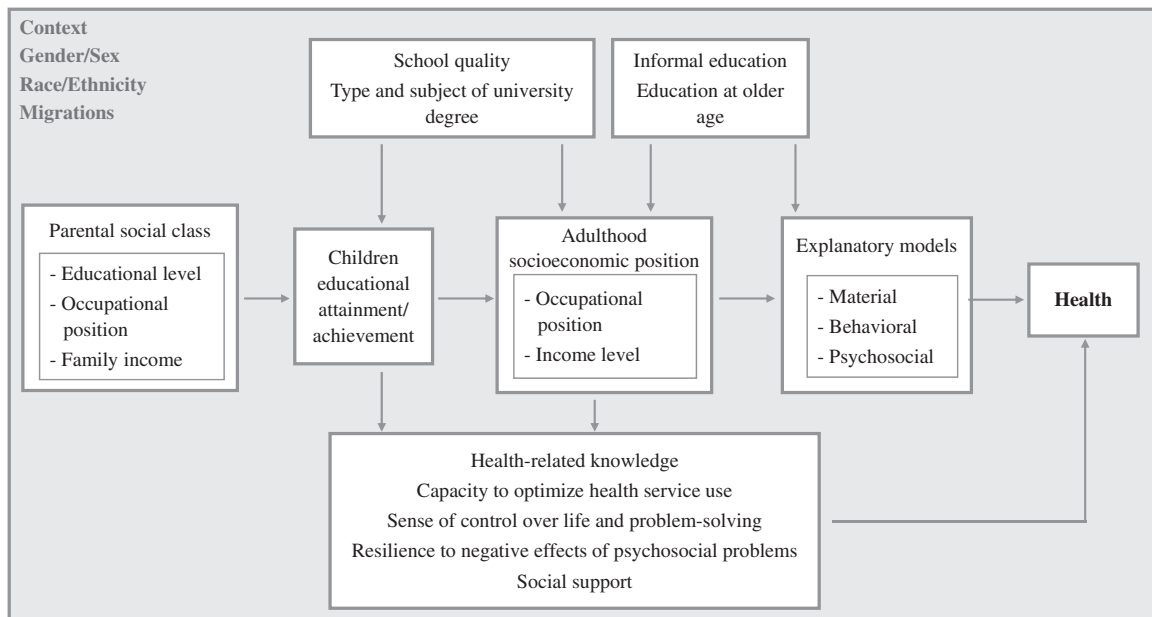 Context
Gender/Sex
Race/Ethnicity
Migrations
School quality
Type and subject of university
degree
Informal education
Education at older
age
Parental social class
- Educational level
- Occupational
position
- Family income
Children
educational
attainment/
achievement
Adulthood
socioeconomic position
- Occupational
position
- Income level
Explanatory models
- Material
- Behavioral
- Psychosocial
Health
Health-related knowledge
Capacity to optimize health service use
Sense of control over life and problem-solving
Resilience to negative effects of psychosocial problems
Social support